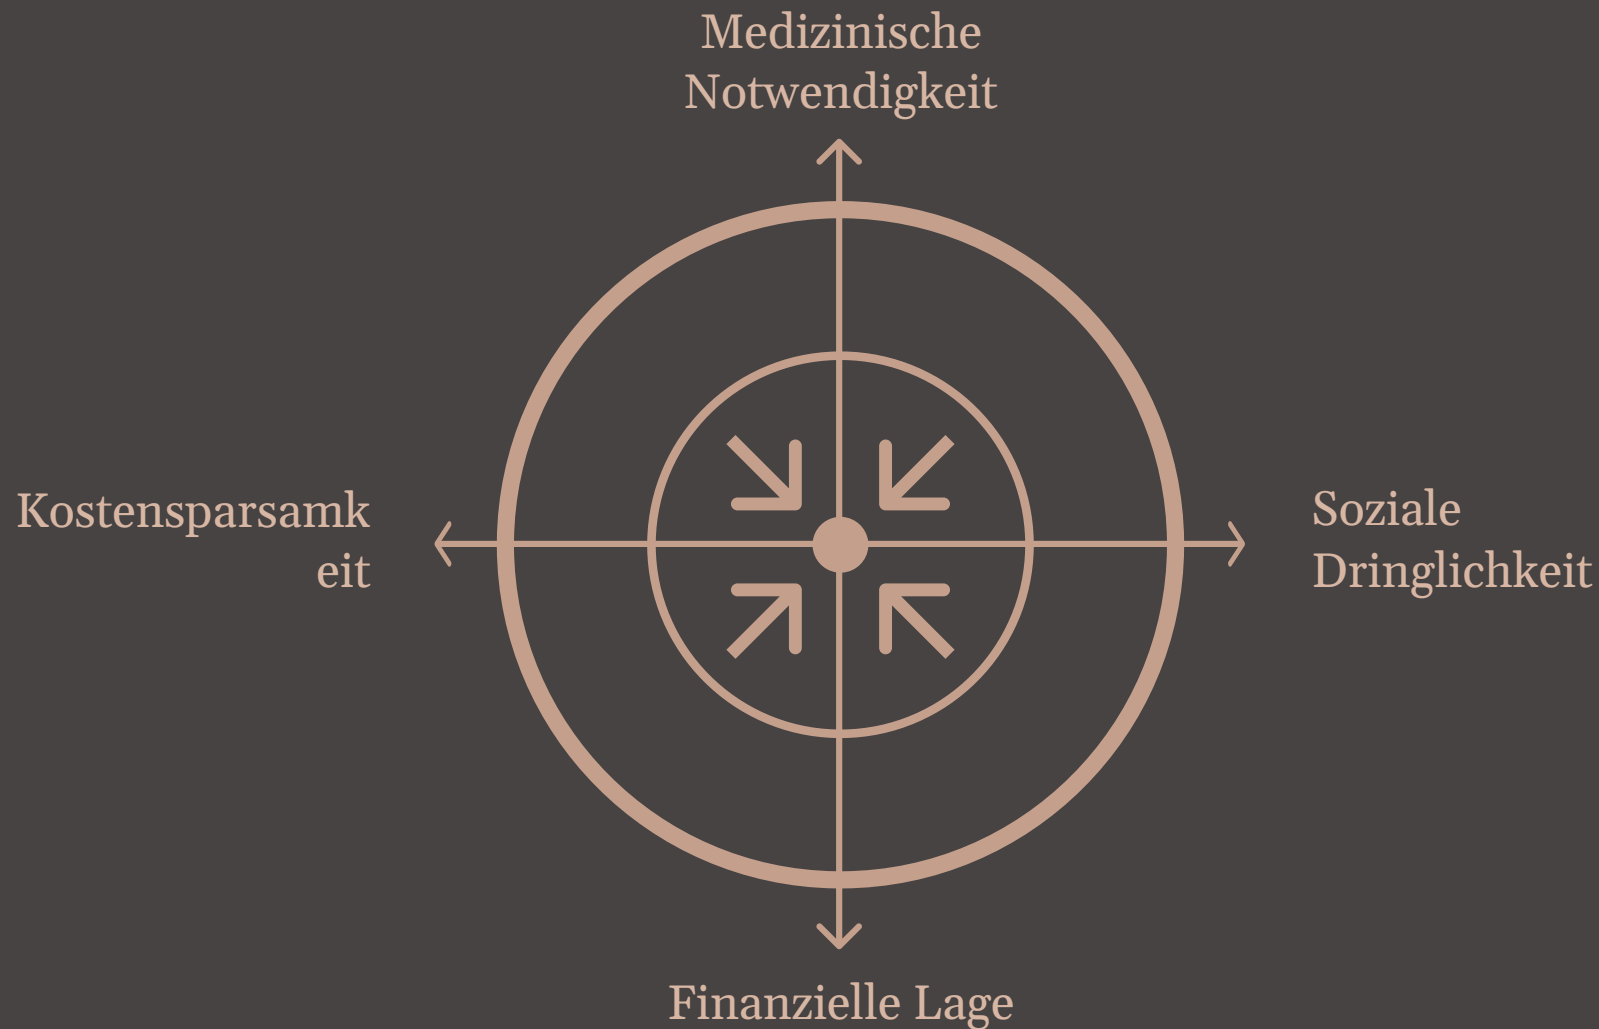 Medizinische
Notwendigkeit
Kostensparsamk
eit
Soziale
Dringlichkeit
Finanzielle Lage